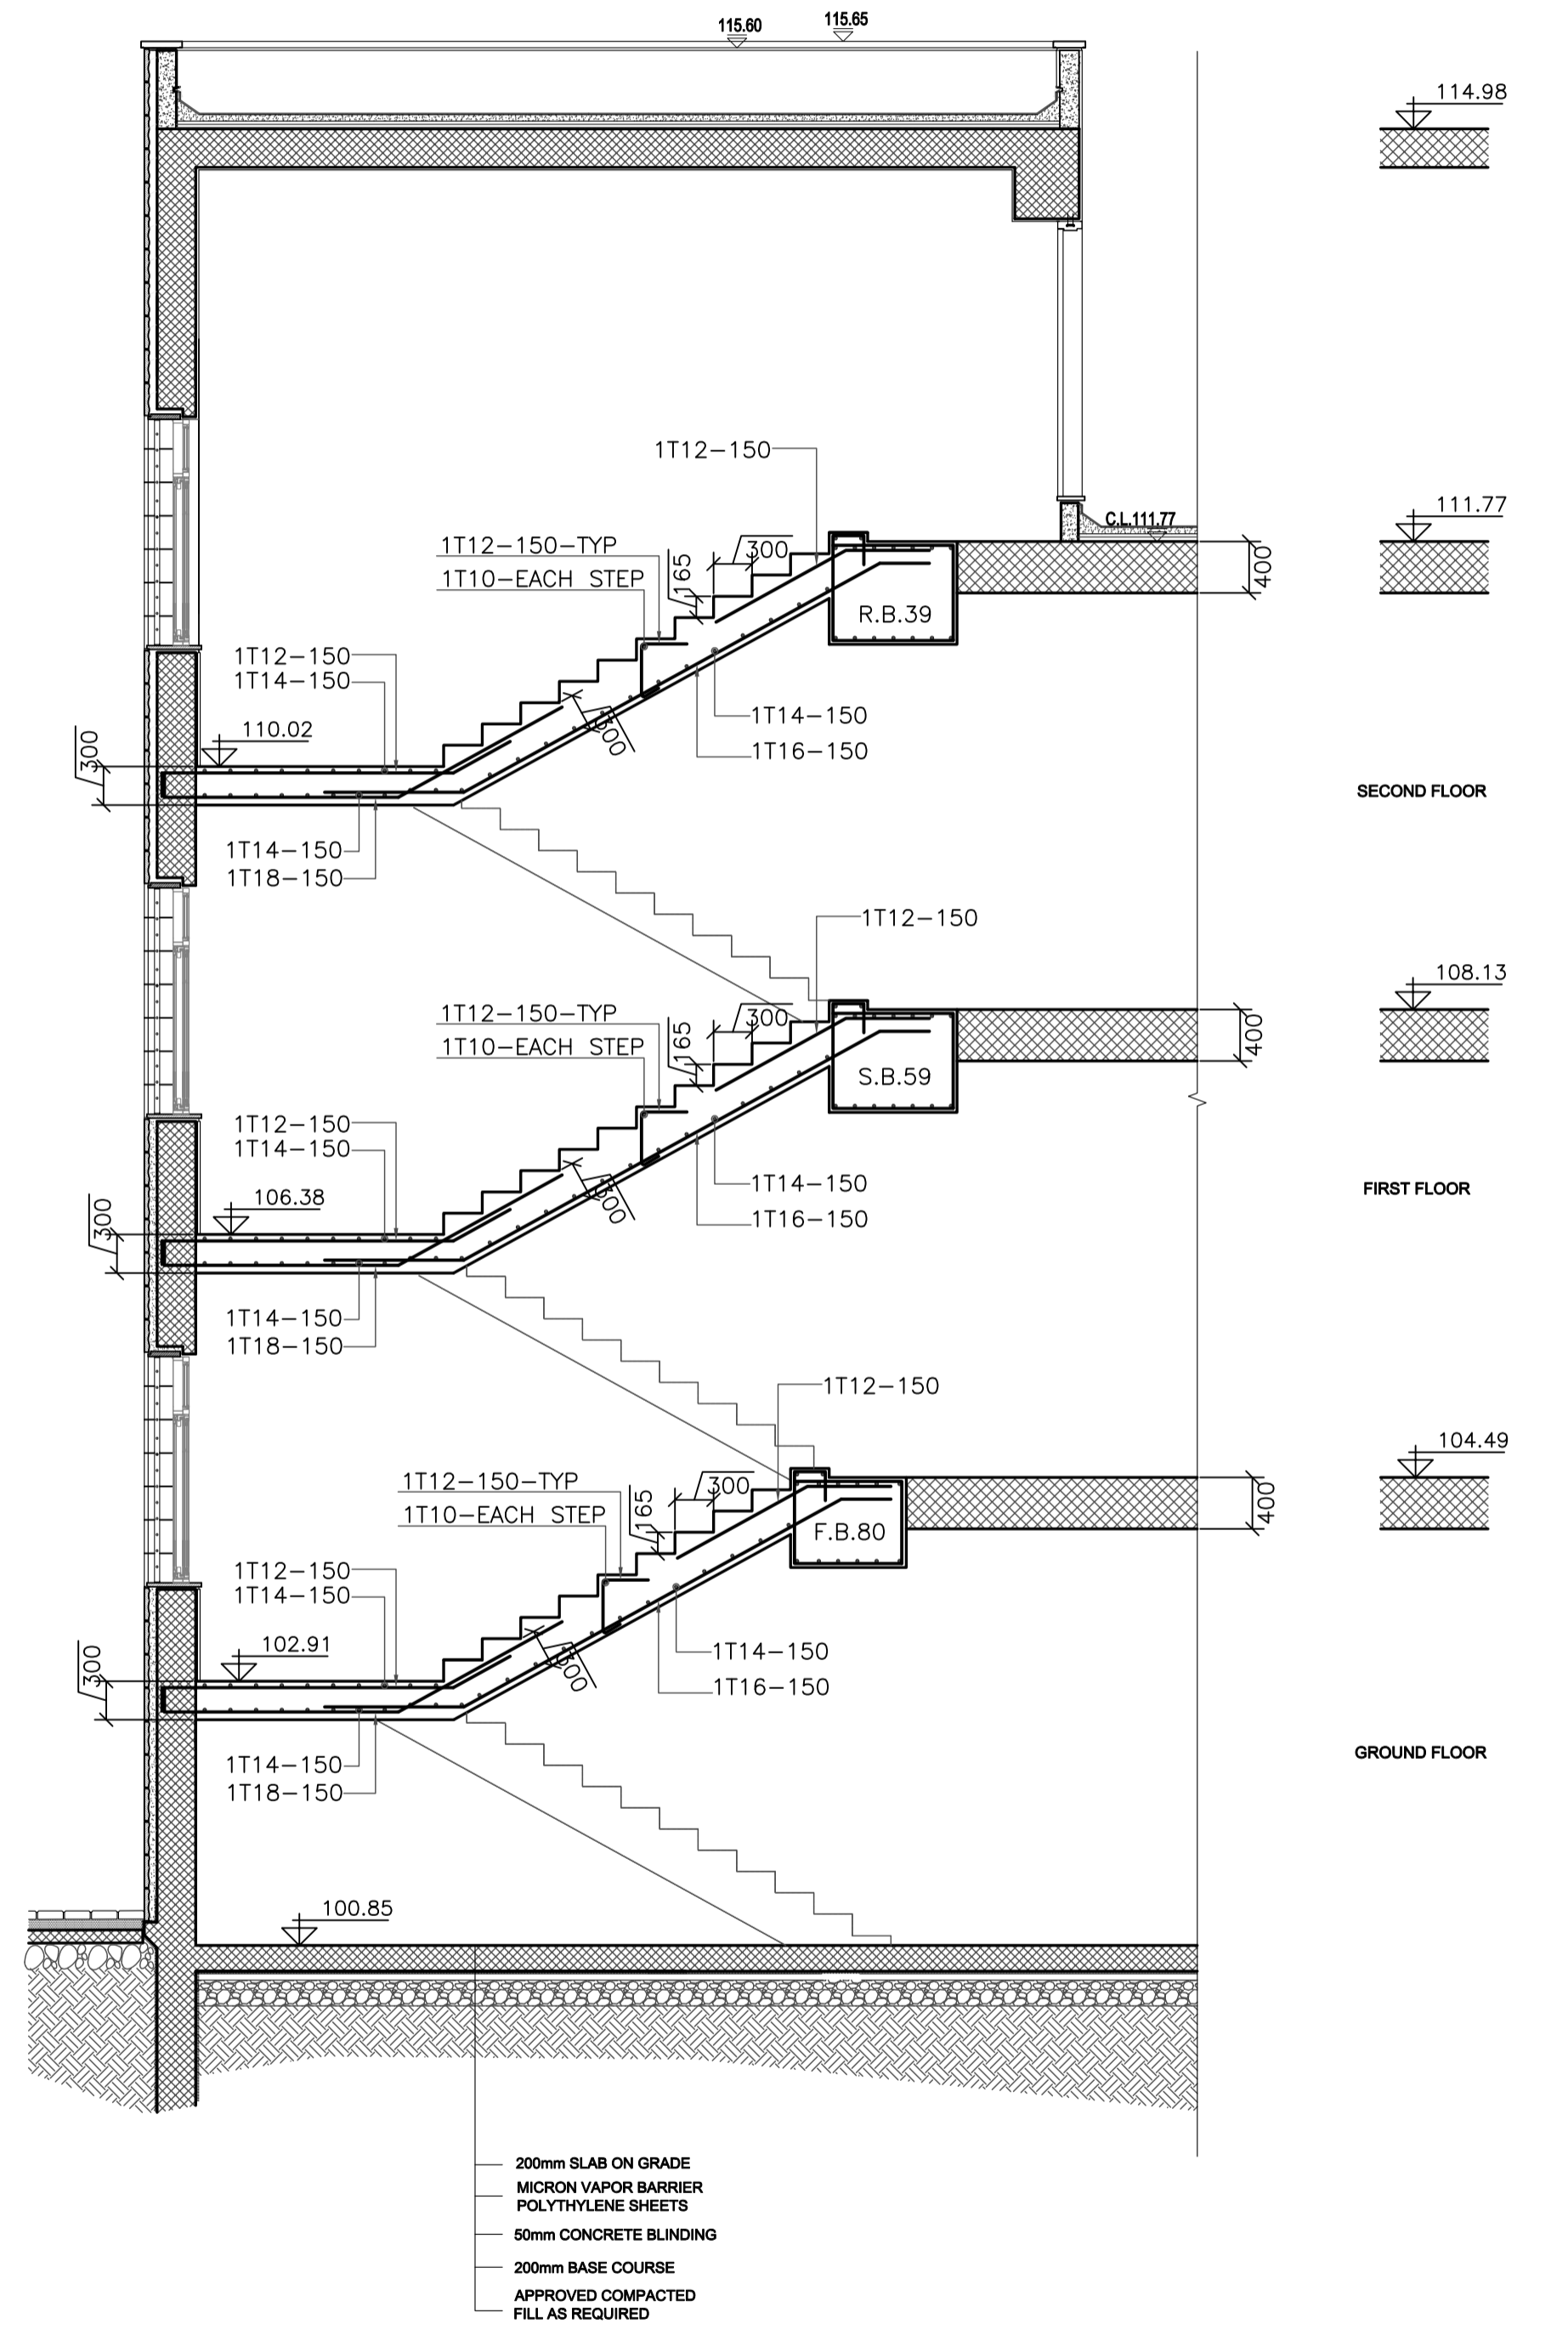 115.60
115.65
114.98
1T12-150
111.77
C.L.111.77
1T12-150-TYP
300
165
1T10-EACH STEP
400
R.B.39
1T12-150
1T14-150
110.02
300
300
1T14-150
1T16-150
SECOND FLOOR
1T14-150
1T18-150
1T12-150
108.13
1T12-150-TYP
300
165
1T10-EACH STEP
400
S.B.59
1T12-150
1T14-150
106.38
300
300
1T14-150
1T16-150
FIRST FLOOR
1T14-150
1T18-150
1T12-150
104.49
1T12-150-TYP
300
165
1T10-EACH STEP
400
F.B.80
1T12-150
1T14-150
102.91
300
300
1T14-150
1T16-150
GROUND FLOOR
1T14-150
1T18-150
100.85
200mm SLAB ON GRADE
MICRON VAPOR BARRIER
POLYTHYLENE SHEETS
50mm CONCRETE BLINDING
200mm BASE COURSE
APPROVED COMPACTED
FILL AS REQUIRED